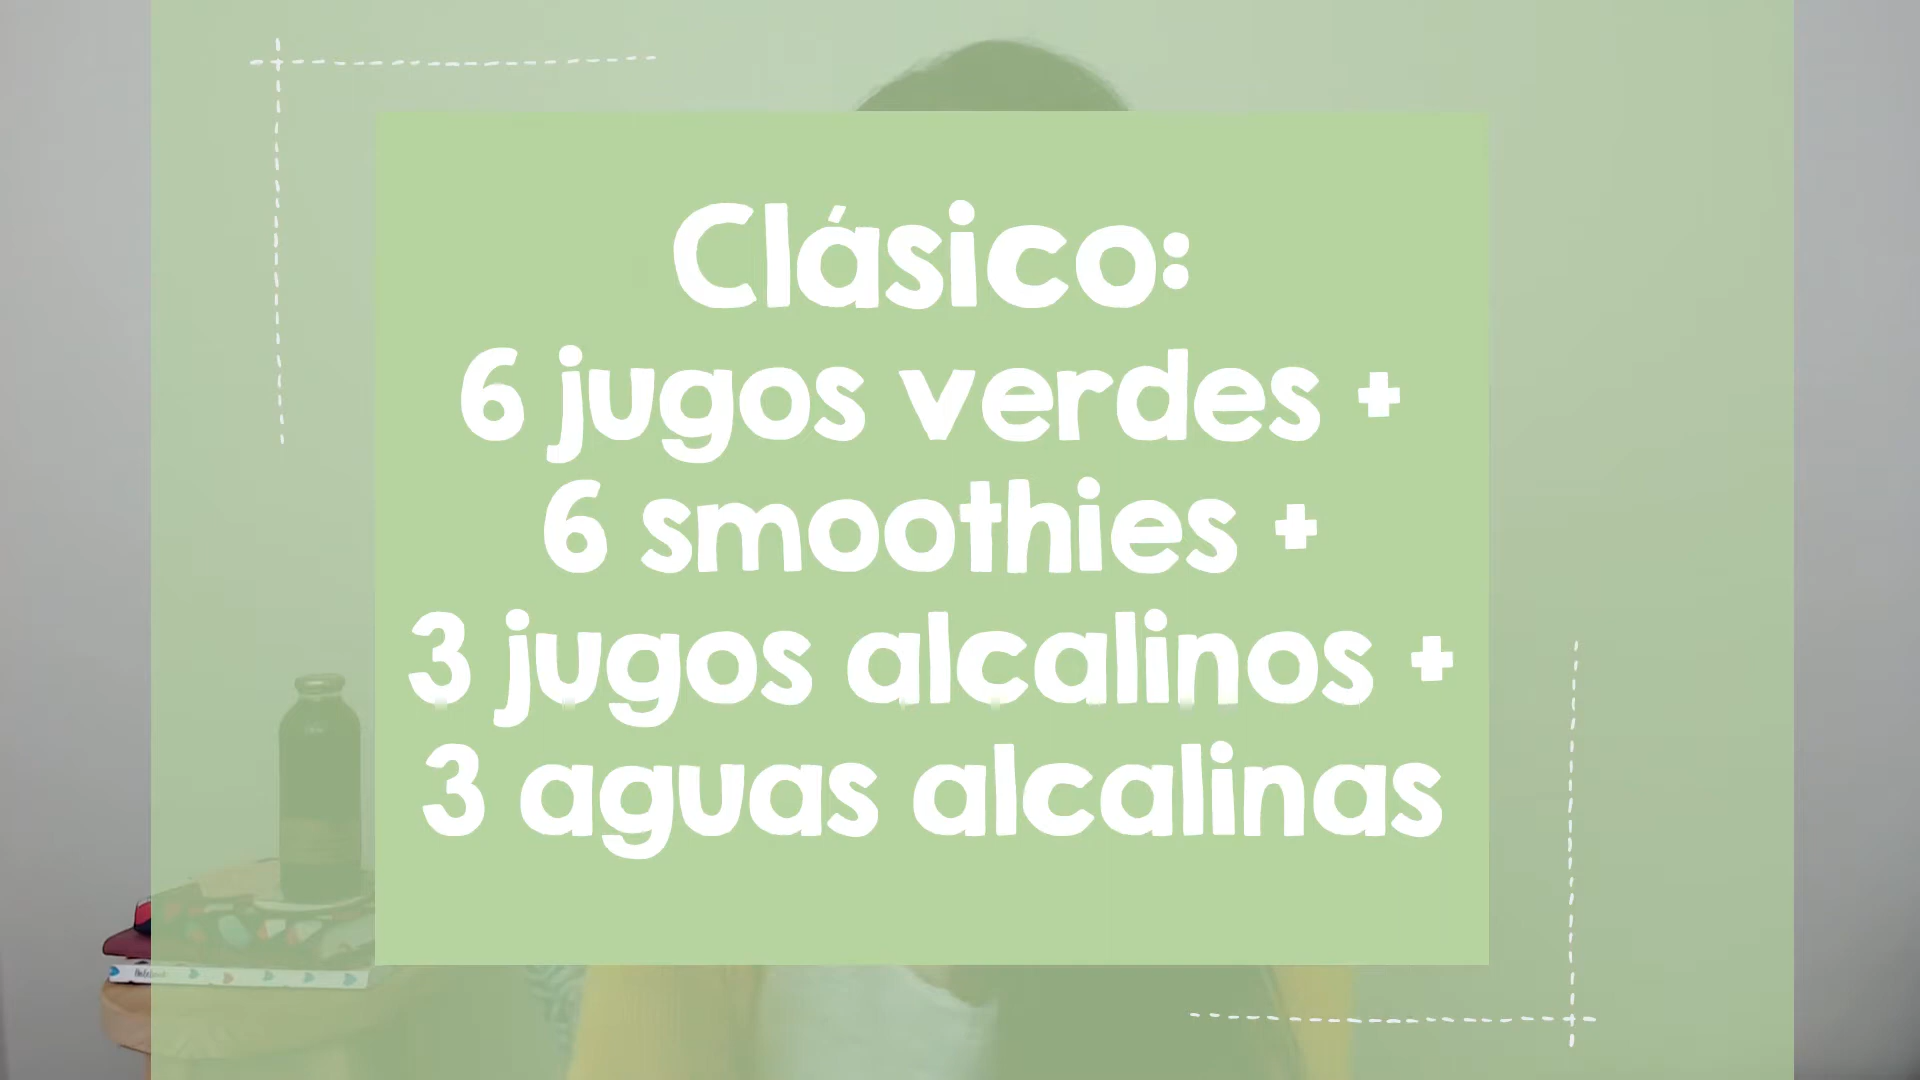 Clásico:
6 jugos verdes +
6 smoothies +
3 jugos alcalinos +
3 aguas alcalinas